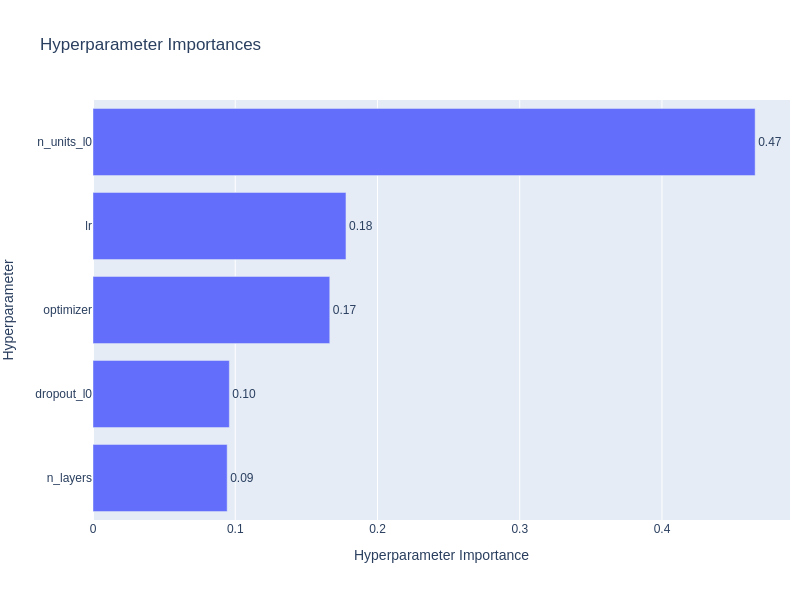 Hyperparameter Importances
Hyperparameter
n_units_l0
0.47
lr
0.18
optimizer
0.17
dropout_l0
0.10
n_layers
0.09
0 0.1 0.2 0.3 0.4
Hyperparameter Importance